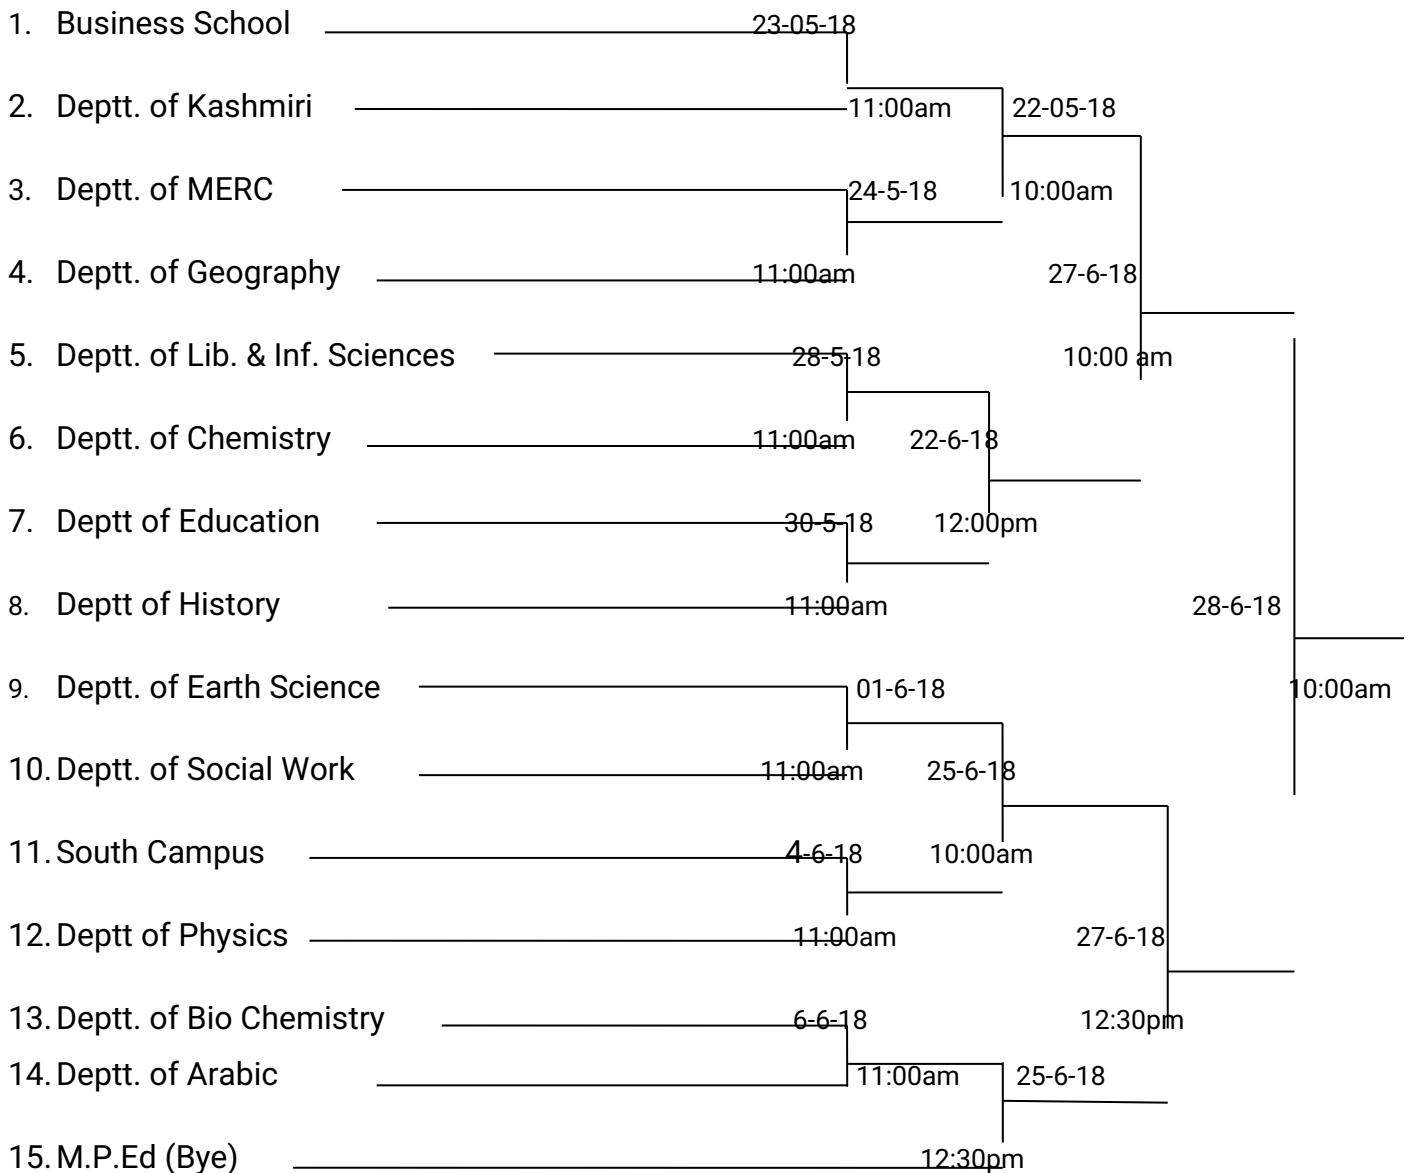 1. Business School 23-05-18
2. Deptt. of Kashmiri 11:00am 22-05-18
3. Deptt. of MERC 24-5-18 10:00am
4. Deptt. of Geography 11:00am 27-6-18
5. Deptt. of Lib. & Inf. Sciences 28-5-18 10:00 am
6. Deptt. of Chemistry 11:00am 22-6-18
7. Deptt of Education 30-5-18 12:00pm
8. Deptt of History 11:00am 28-6-18
9. Deptt. of Earth Science 01-6-18 10:00am
10. Deptt. of Social Work 11:00am 25-6-18
11. South Campus 4-6-18 10:00am
12. Deptt of Physics 11:00am 27-6-18
13. Deptt. of Bio Chemistry 6-6-18 12:30pm
14. Deptt. of Arabic 11:00am 25-6-18
15. M.P.Ed (Bye) 12:30pm